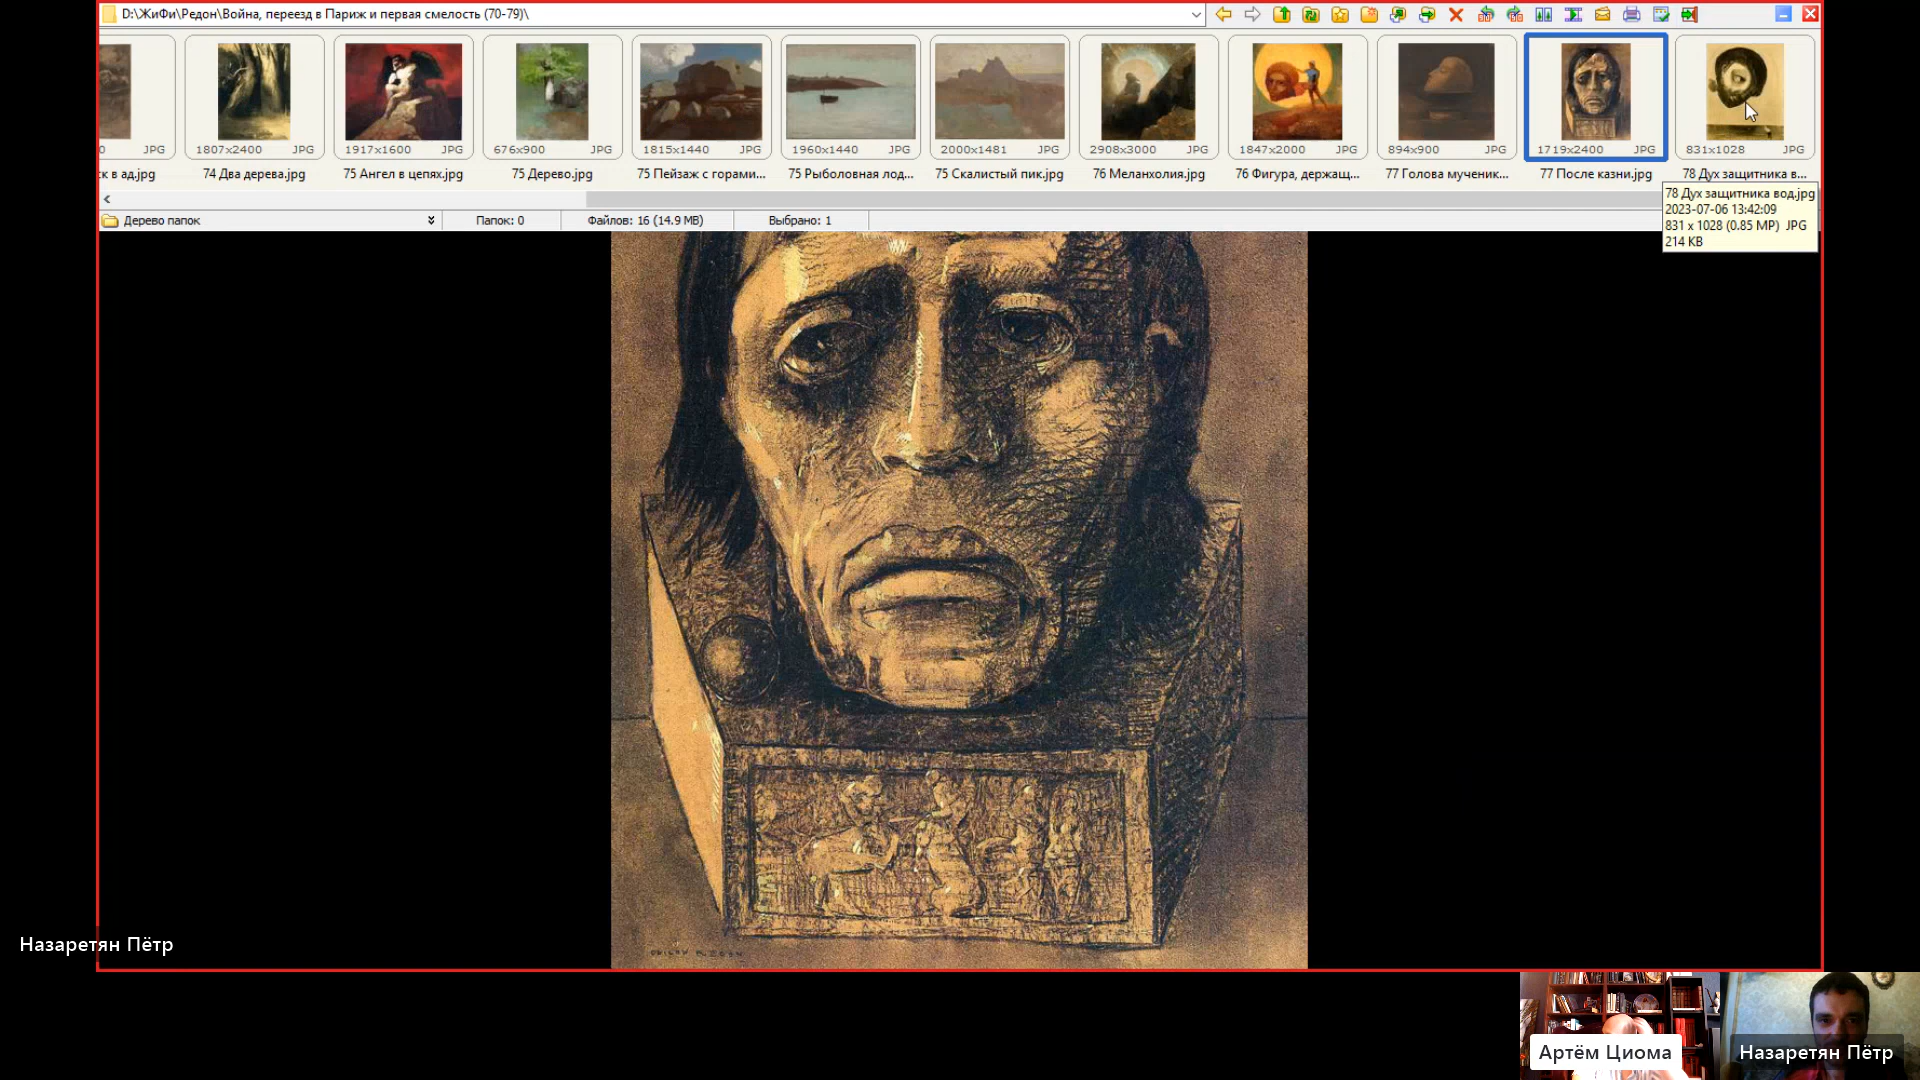 D:\ЖиФи\Редон\Война, переезд в Париж и первая смелость (70-79)\
0 JPG
1807x2400 JPG
1917x1600 JPG
676x900 JPG
1815x1440 JPG
1960x1440 JPG
2000x1481 JPG
2908x3000 JPG
1847x2000 JPG
894x900 JPG
1719x2400 JPG
831x1028 JPG
ск в ад.jpg
74 Два дерева.jpg
75 Ангел в цепях.jpg
75 Дерево.jpg
75 Пейзаж с горами...
75 Рыболовная лод...
75 Скалистый пик.jpg
76 Меланхолия.jpg
76 Фигура, держащ...
77 Голова мученик...
77 После казни.jpg
78 Дух защитника в...
78 Дух защитника вод.jpg
2023-07-06 13:42:09
831 x 1028 (0.85 MP) JPG
214 KB
Дерево папок
Папок: 0
Файлов: 16 (14.9 MB)
Выбрано: 1
Назаретян Пётр
Артём Циома
Назаретян Пётр